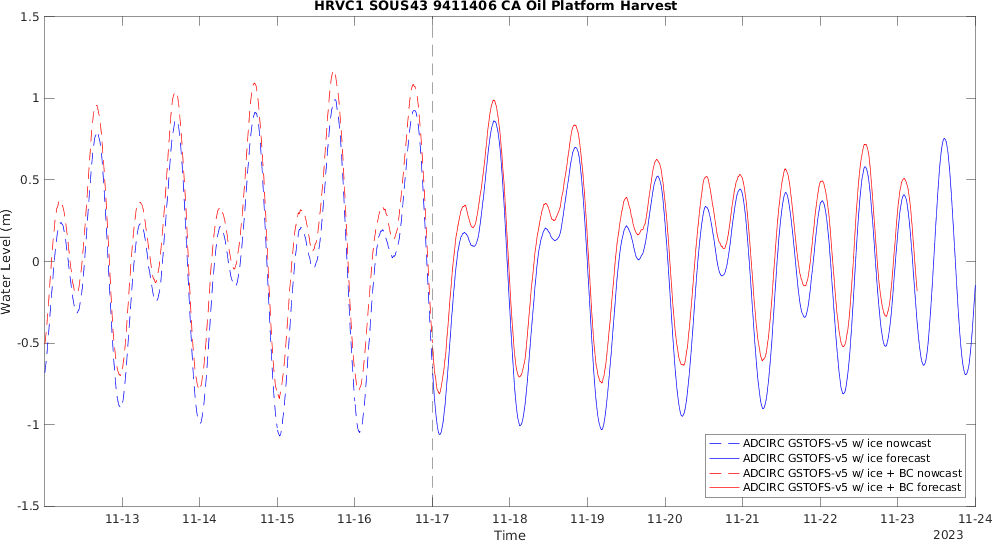 HRVC1 SOUS43 9411406 CA Oil Platform Harvest
1.5
1
0.5
0
-0.5
-1
-1.5
Water Level (m)
11-13
11-14
11-15
11-16
11-17
11-18
11-19
11-20
11-21
11-22
11-23
11-24
Time
2023
ADCIRC GSTOFS-v5 w/ ice nowcast
ADCIRC GSTOFS-v5 w/ ice forecast
ADCIRC GSTOFS-v5 w/ ice + BC nowcast
ADCIRC GSTOFS-v5 w/ ice + BC forecast